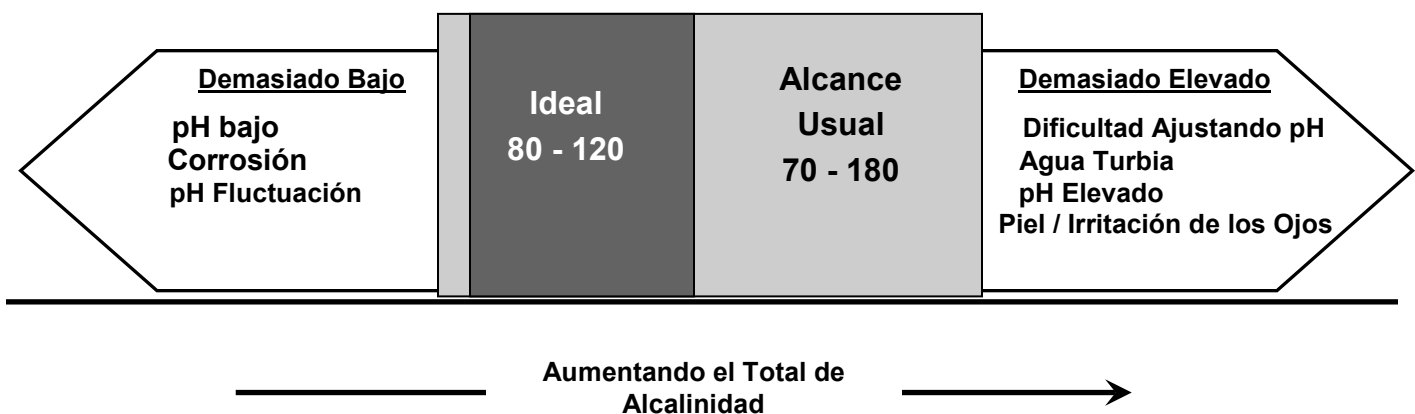 Demasiado Bajo
pH bajo
Corrosión
pH Fluctuación
Ideal
80 - 120
Alcance
Usual
70 - 180
Demasiado Elevado
Dificultad Ajustando pH
Agua Turbia
pH Elevado
Piel / Irritación de los Ojos
Aumentando el Total de
Alcalinidad